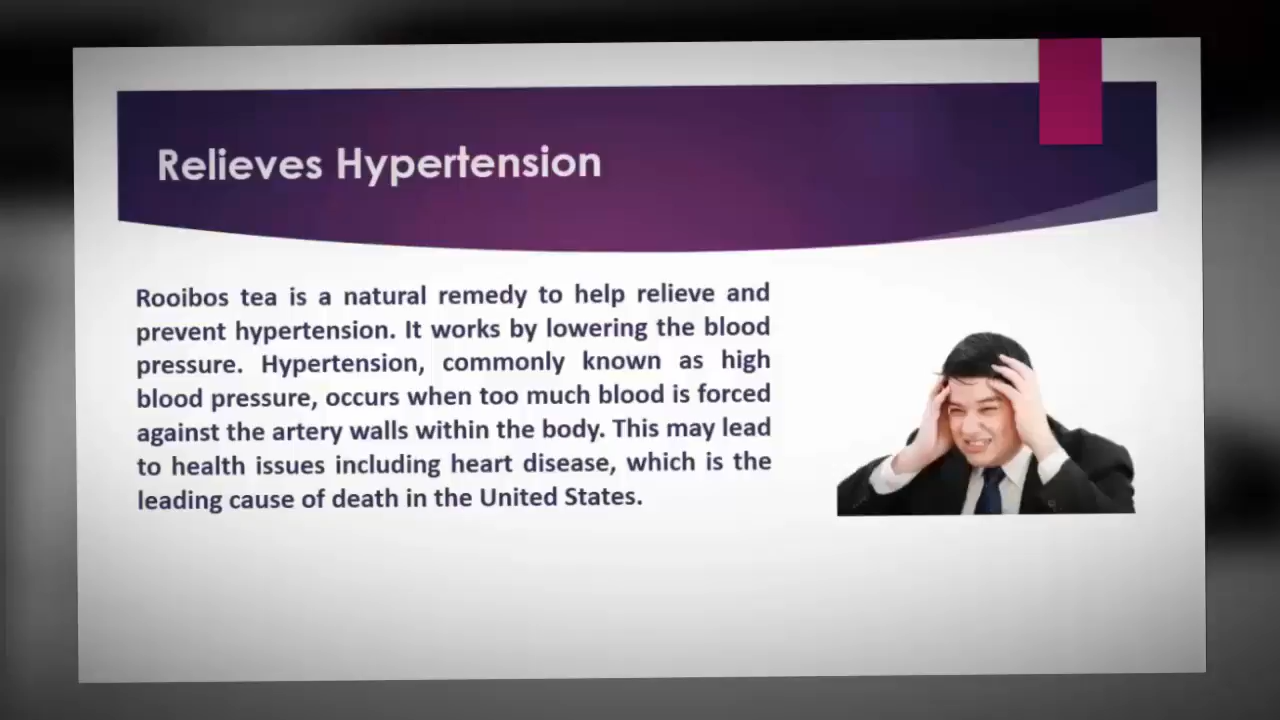 Relieves Hypertension
Rooibos tea is a natural remedy to help relieve and
prevent hypertension. It works by lowering the blood
pressure. Hypertension, commonly known as high
blood pressure, occurs when too much blood is forced
against the artery walls within the body. This may lead
to health issues including heart disease, which is the
leading cause of death in the United States.